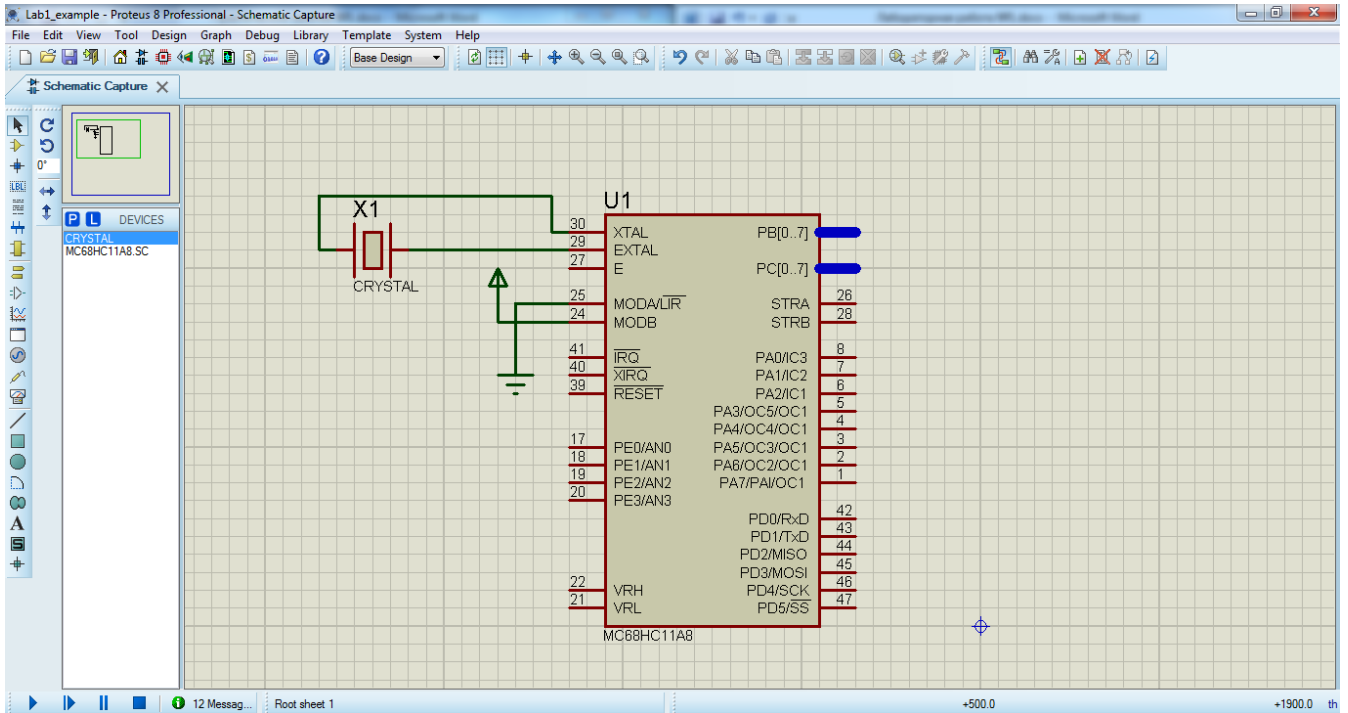 Lab1_example - Proteus 8 Professional - Schematic Capture
File Edit View Tool Design Graph Debug Library Template System Help
Base Design
Schematic Capture
0°
LBL
P L DEVICES
CRYSTAL
MC68HC11A8.SC
A
S
X1
CRYSTAL
U1
30 XTAL
29 EXTAL
27 E
25 MODA/LIR
24 MODB
41 IRQ
40 XIRQ
39 RESET
17 PE0/AN0
18 PE1/AN1
19 PE2/AN2
20 PE3/AN3
22 VRH
21 VRL
PB[0..7]
PC[0..7]
STRA 26
STRB 28
PA0/IC3 8
PA1/IC2 7
PA2/IC1 6
PA3/OC5/OC1 5
PA4/OC4/OC1 4
PA5/OC3/OC1 3
PA6/OC2/OC1 2
PA7/PAI/OC1 1
PD0/RxD 42
PD1/TxD 43
PD2/MISO 44
PD3/MOSI 45
PD4/SCK 46
PD5/SS 47
MC68HC11A8
12 Messag... Root sheet 1 +500.0 +1900.0 th